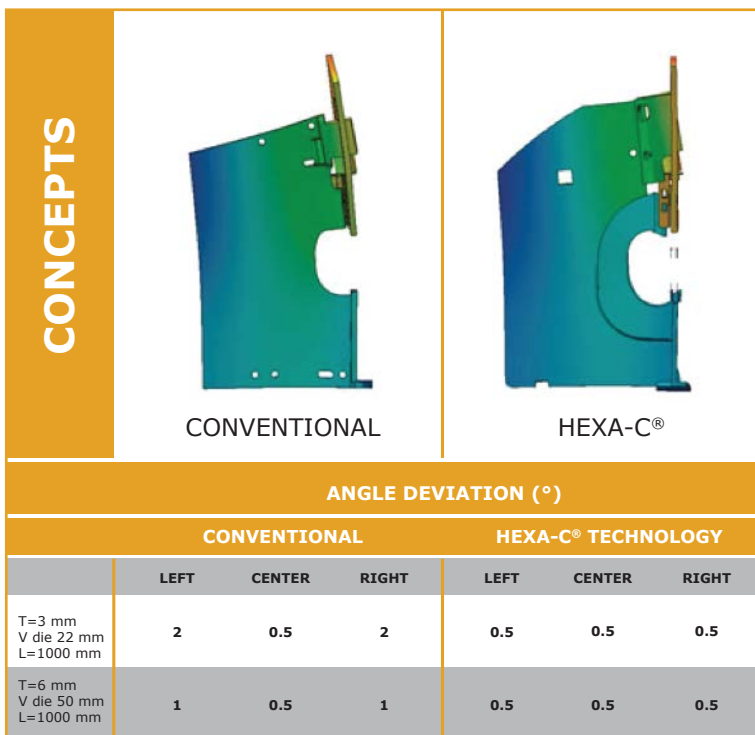 CONCEPTS
CONVENTIONAL
HEXA-C®
ANGLE DEVIATION (°)
CONVENTIONAL HEXA-C® TECHNOLOGY
LEFT CENTER RIGHT LEFT CENTER RIGHT
T=3 mm
V die 22 mm
L=1000 mm
2 0.5 2 0.5 0.5 0.5
T=6 mm
V die 50 mm
L=1000 mm
1 0.5 1 0.5 0.5 0.5